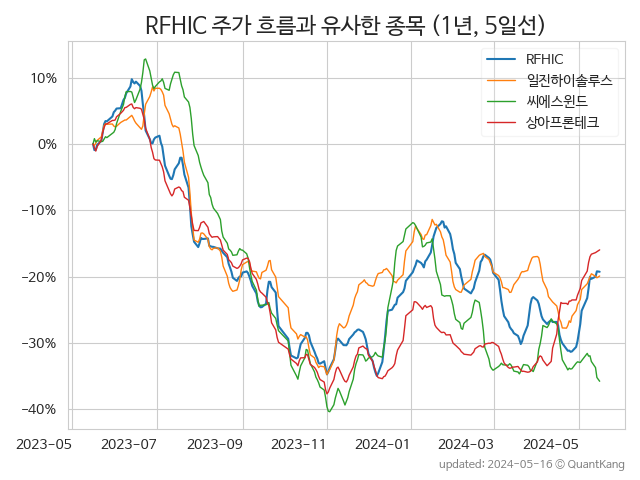 RFHIC 주가 흐름과 유사한 종목 (1년, 5일선)
RFHIC
일진하이솔루스
씨에스윈드
상아프론테크
10%
0%
−10%
−20%
−30%
−40%
2023−05
2023−07
2023−09
2023−11
2024−01
2024−03
2024−05
updated: 2024-05-16 © QuantKang